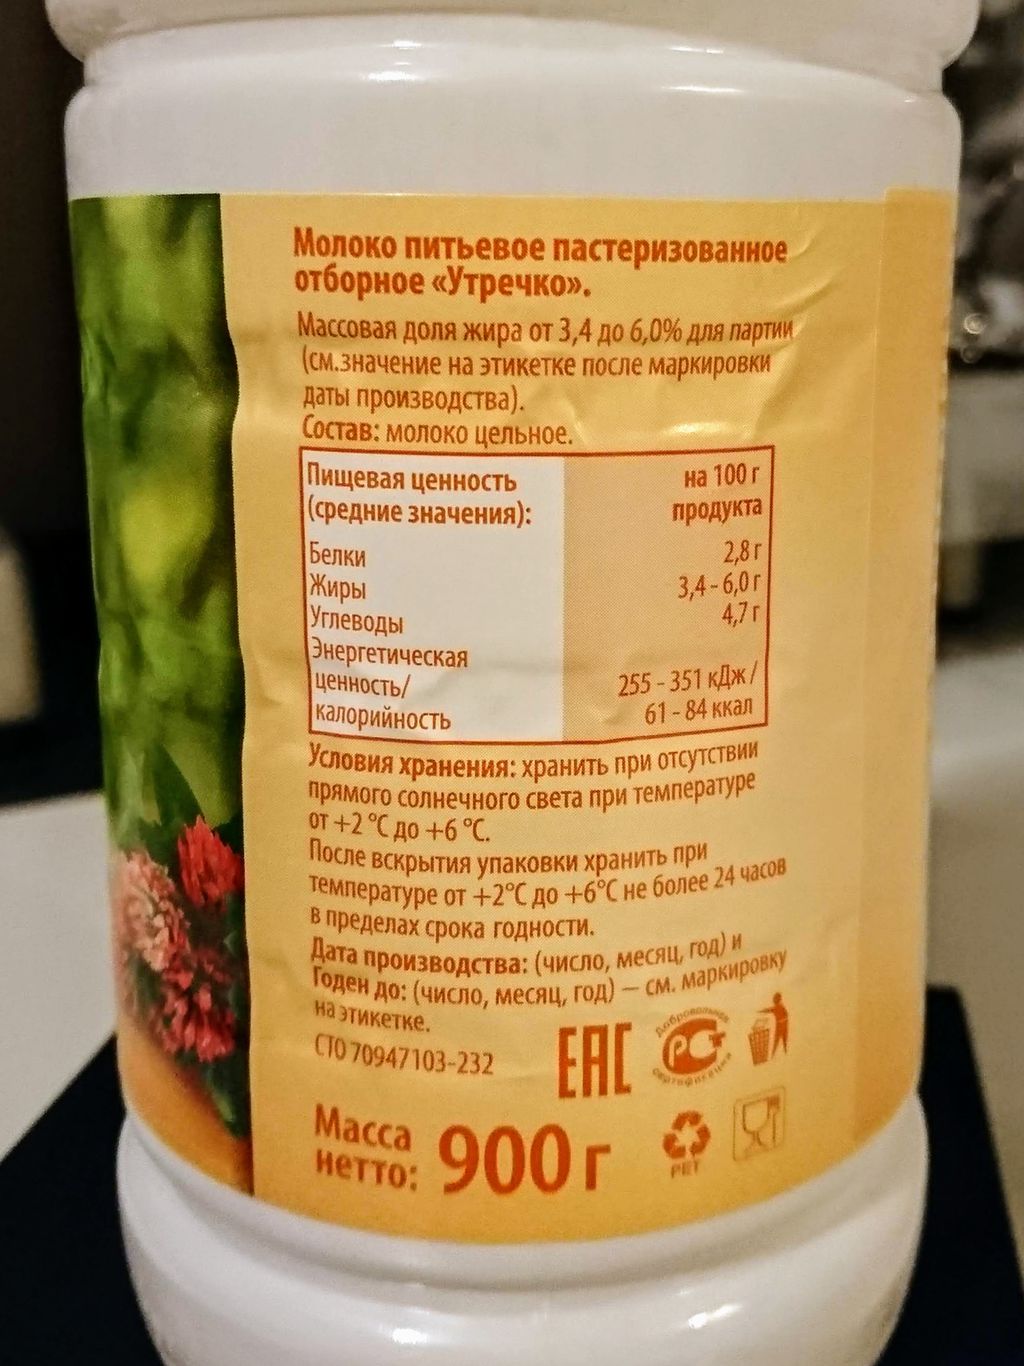 Молоко питьевое пастеризованное
отборное «Утречко».
Массовая доля жира от 3,4 до 6,0% для партии
(см.значение на этикетке после маркировки
даты производства).
Состав: молоко цельное.
Пищевая ценность на 100 г
(средние значения): продукта
Белки 2,8 г
Жиры 3,4 - 6,0 г
Углеводы 4,7 г
Энергетическая
ценность/ 255 - 351 кДж /
калорийность 61 - 84 ккал
Условия хранения: хранить при отсутствии
прямого солнечного света при температуре
от +2 °C до +6 °C.
После вскрытия упаковки хранить при
температуре от +2°C до +6°C не более 24 часов
в пределах срока годности.
Дата производства: (число, месяц, год) и
Годен до: (число, месяц, год) — см. маркировку
на этикетке.
СТО 70947103-232
ЕАС
Добровольная
РСТ
сертификация
Масса
нетто: 900 г
PET